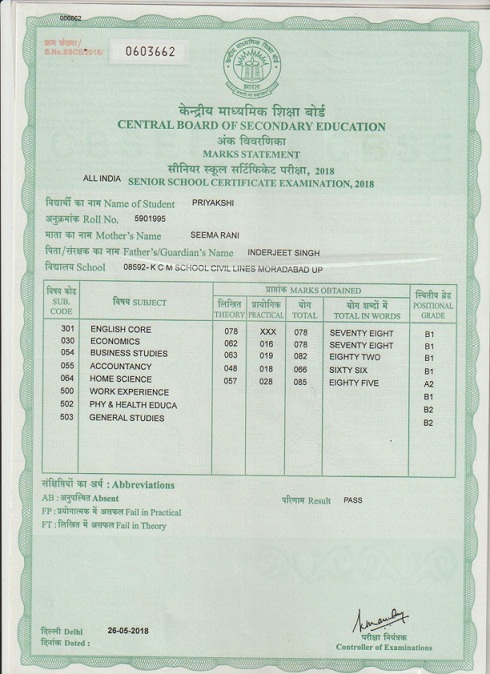 000662
क्रम संख्या/
S.No.SSCE/2018/ 0603662
केन्द्रीय माध्यमिक शिक्षा बोर्ड
भारत
केन्द्रीय माध्यमिक शिक्षा बोर्ड
CENTRAL BOARD OF SECONDARY EDUCATION
अंक विवरणिका
MARKS STATEMENT
सीनियर स्कूल सर्टिफिकेट परीक्षा, 2018
ALL INDIA SENIOR SCHOOL CERTIFICATE EXAMINATION, 2018
विद्यार्थी का नाम Name of Student PRIYAKSHI
अनुक्रमांक Roll No. 5901995
माता का नाम Mother's Name SEEMA RANI
पिता/संरक्षक का नाम Father's/Guardian's Name INDERJEET SINGH
विद्यालय School 08592-K C M SCHOOL CIVIL LINES MORADABAD UP
विषय कोड SUB. CODE विषय SUBJECT प्राप्तांक MARKS OBTAINED स्थितीय ग्रेड POSITIONAL GRADE
लिखित THEORY प्रायोगिक PRACTICAL योग TOTAL योग शब्दों में TOTAL IN WORDS
301 ENGLISH CORE 078 XXX 078 SEVENTY EIGHT B1
030 ECONOMICS 062 016 078 SEVENTY EIGHT B1
054 BUSINESS STUDIES 063 019 082 EIGHTY TWO B1
055 ACCOUNTANCY 048 018 066 SIXTY SIX B1
064 HOME SCIENCE 057 028 085 EIGHTY FIVE A2
500 WORK EXPERIENCE B1
502 PHY & HEALTH EDUCA B2
503 GENERAL STUDIES B2
संक्षिप्तियों का अर्थ : Abbreviations
AB : अनुपस्थित Absent परिणाम Result PASS
FP : प्रयोगात्मक में असफल Fail in Practical
FT : लिखित में असफल Fail in Theory
दिल्ली Delhi 26-05-2018
दिनांक Dated :
परीक्षा नियंत्रक
Controller of Examinations